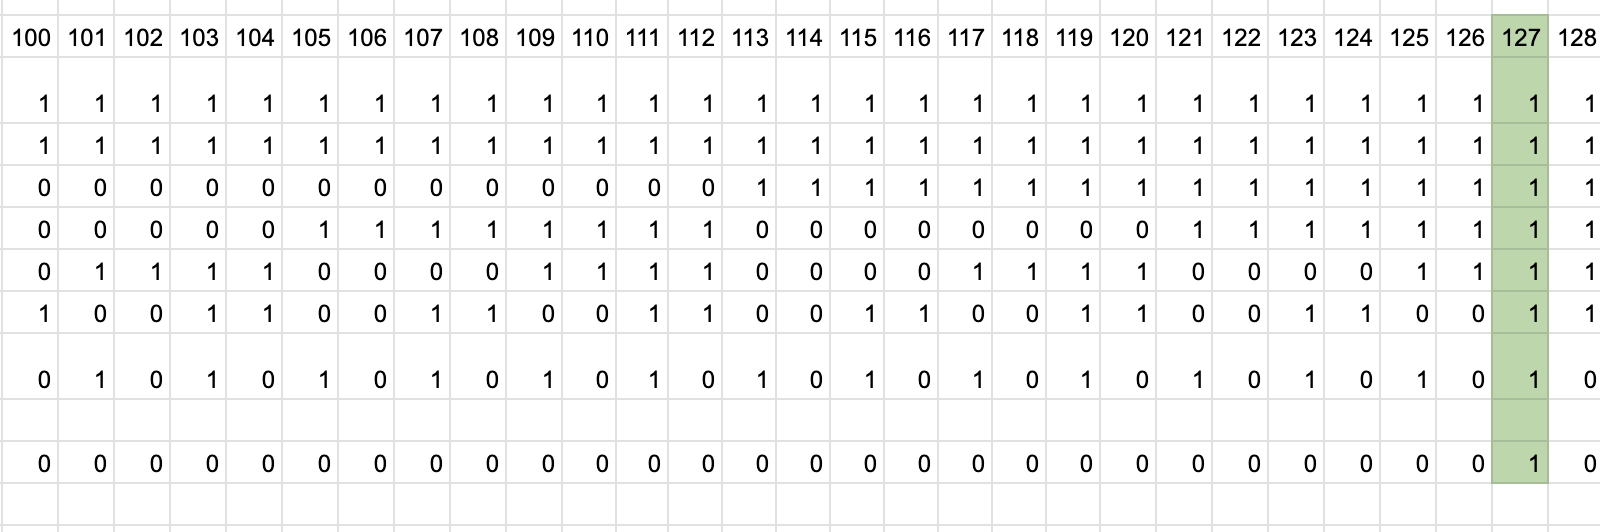 100 101 102 103 104 105 106 107 108 109 110 111 112 113 114 115 116 117 118 119 120 121 122 123 124 125 126 127 128
1 1 1 1 1 1 1 1 1 1 1 1 1 1 1 1 1 1 1 1 1 1 1 1 1 1 1 1 1
1 1 1 1 1 1 1 1 1 1 1 1 1 1 1 1 1 1 1 1 1 1 1 1 1 1 1 1 1
0 0 0 0 0 0 0 0 0 0 0 0 0 1 1 1 1 1 1 1 1 1 1 1 1 1 1 1 1
0 0 0 0 0 1 1 1 1 1 1 1 1 0 0 0 0 0 0 0 0 1 1 1 1 1 1 1 1
0 1 1 1 1 0 0 0 0 1 1 1 1 0 0 0 0 1 1 1 1 0 0 0 0 1 1 1 1
1 0 0 1 1 0 0 1 1 0 0 1 1 0 0 1 1 0 0 1 1 0 0 1 1 0 0 1 1
0 1 0 1 0 1 0 1 0 1 0 1 0 1 0 1 0 1 0 1 0 1 0 1 0 1 0 1 0
0 0 0 0 0 0 0 0 0 0 0 0 0 0 0 0 0 0 0 0 0 0 0 0 0 0 0 1 0